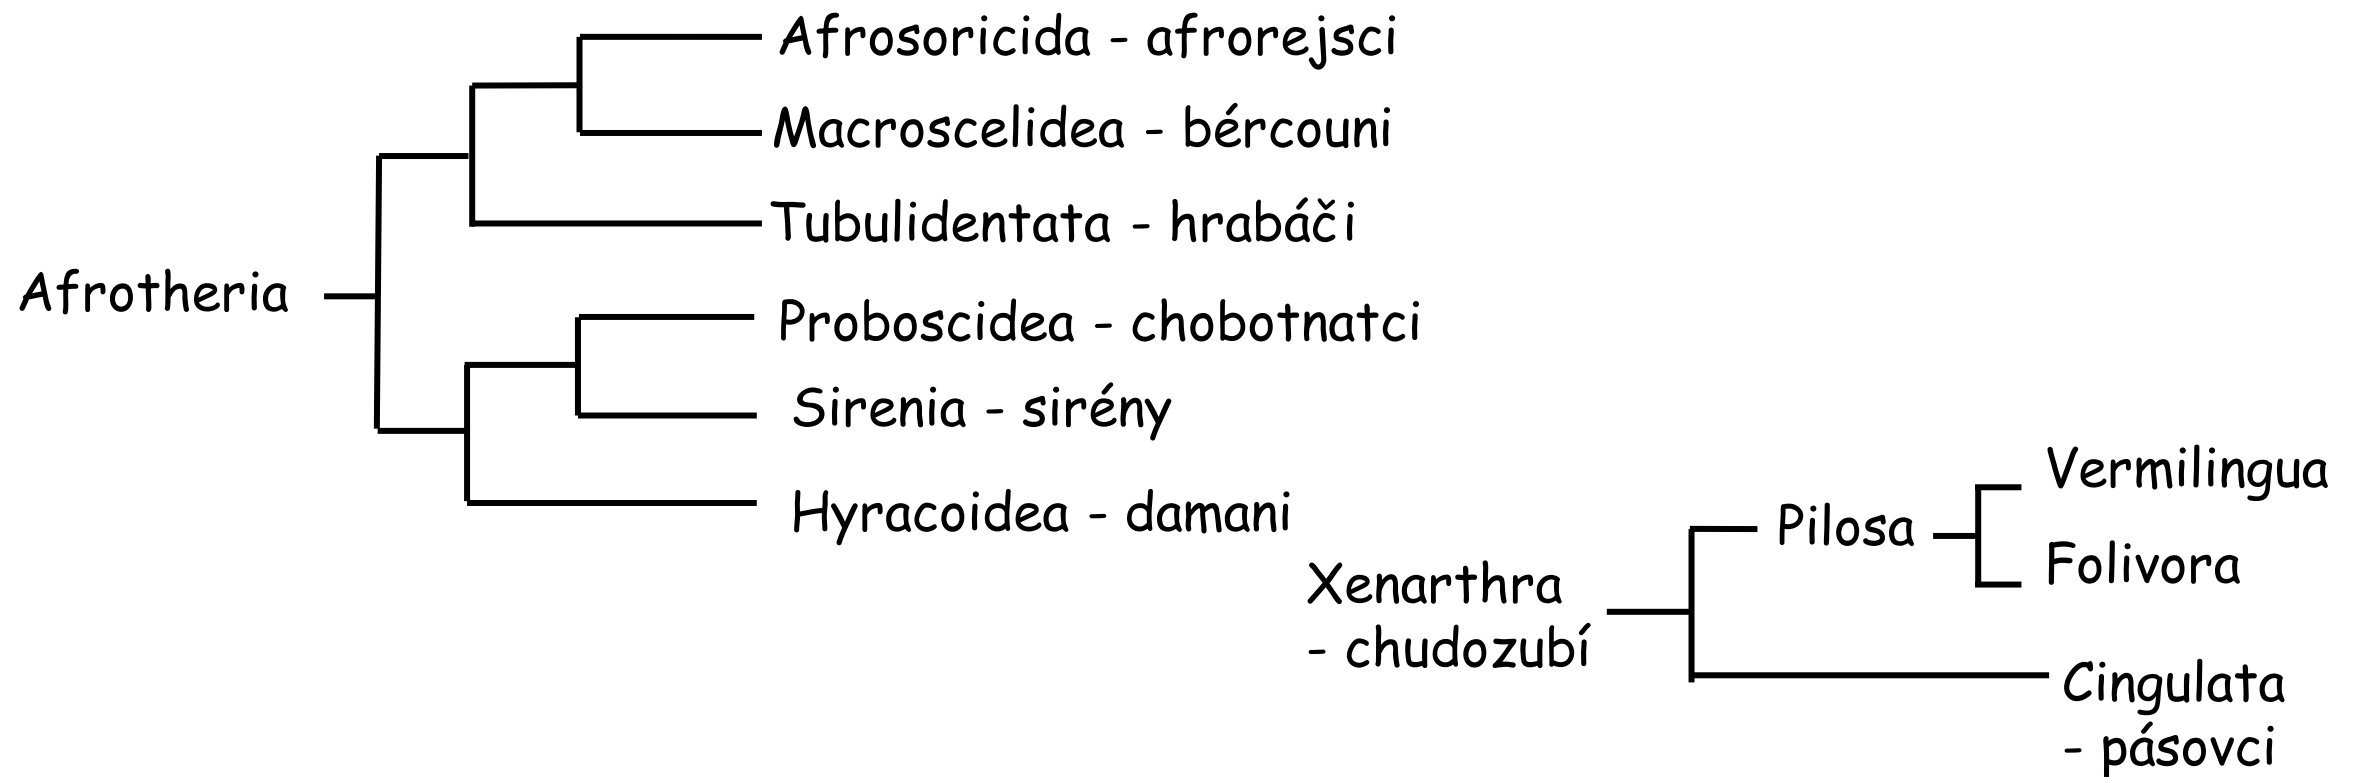 Afrosoricida - afrorejsci
Macroscelidea - bércouni
Tubulidentata - hrabáči
Afrotheria
Proboscidea - chobotnatci
Sirenia - sirény
Hyracoidea - damani
Vermilingua
Pilosa
Folivora
Xenarthra
- chudozubí
Cingulata
- pásovci